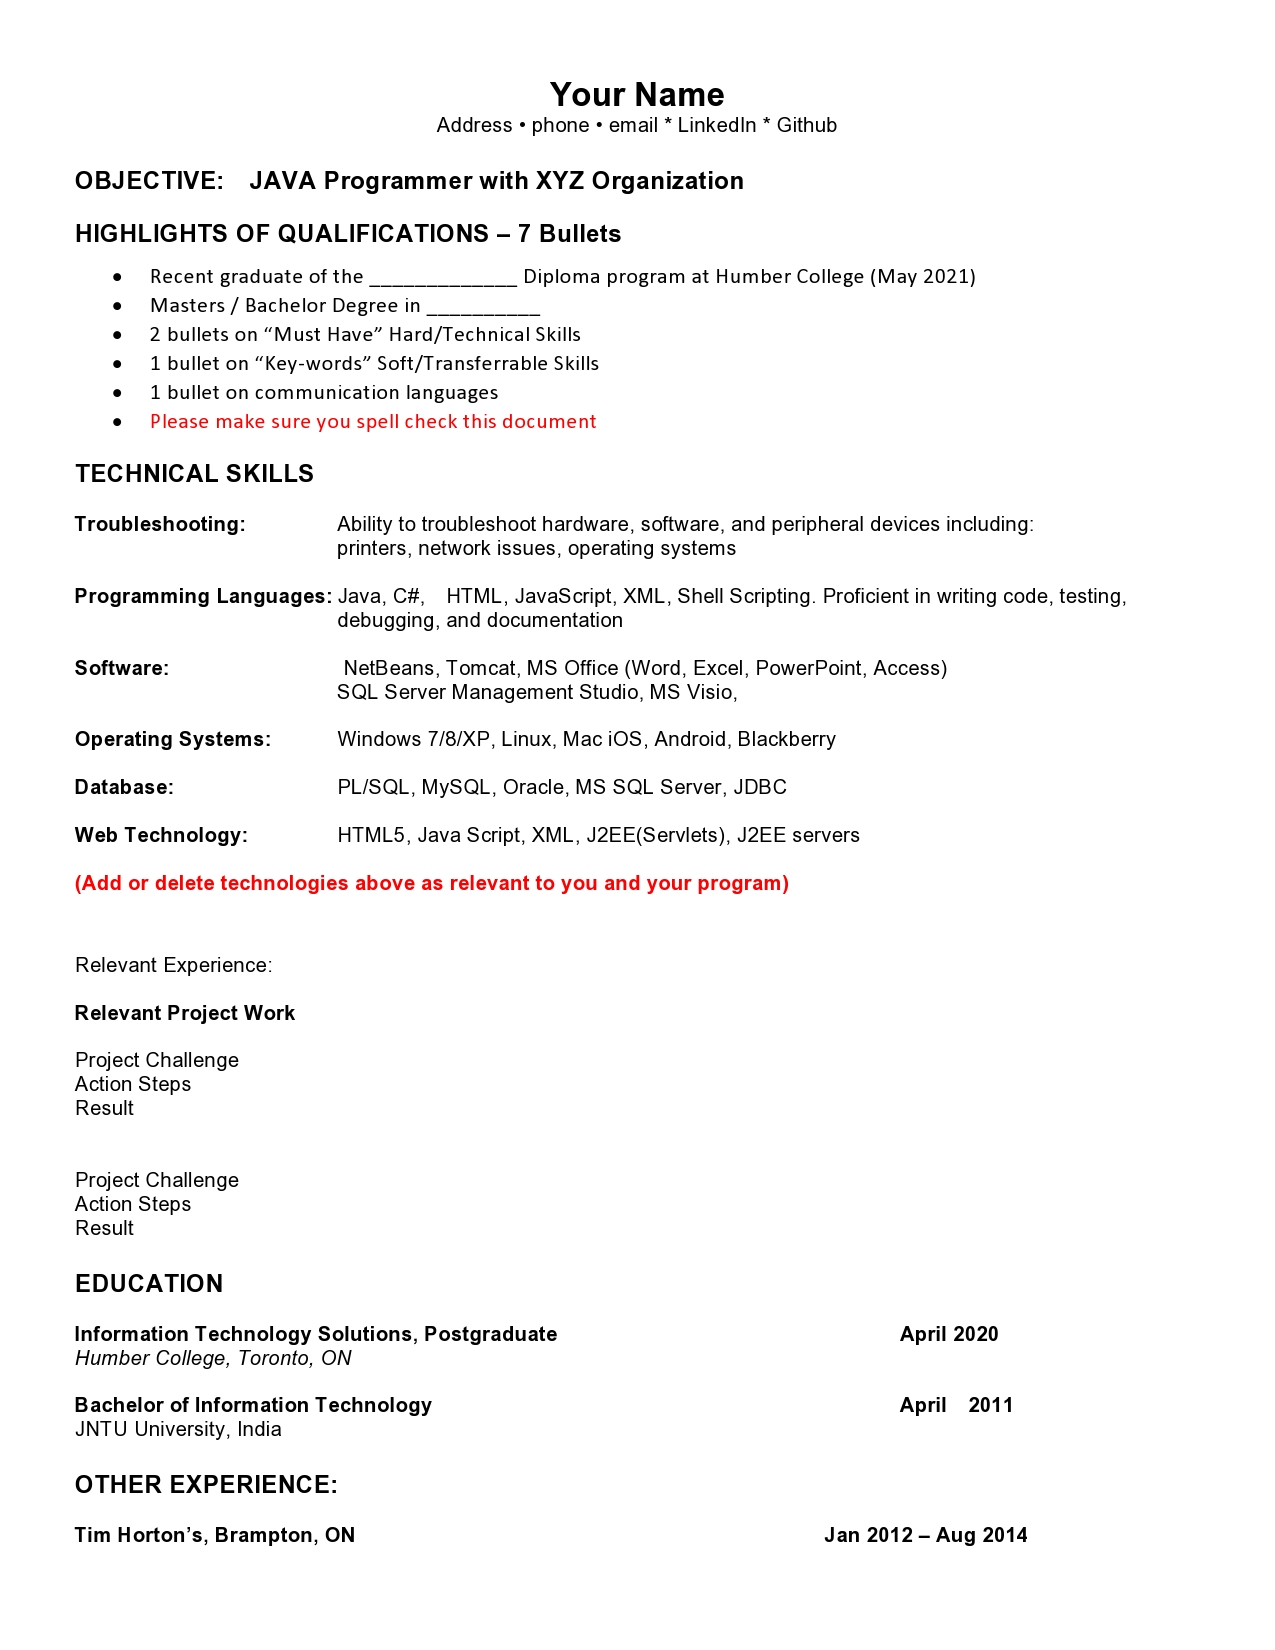 Your Name
Address • phone • email * LinkedIn * Github
OBJECTIVE: JAVA Programmer with XYZ Organization
HIGHLIGHTS OF QUALIFICATIONS – 7 Bullets
• Recent graduate of the _____________ Diploma program at Humber College (May 2021)
• Masters / Bachelor Degree in __________
• 2 bullets on “Must Have” Hard/Technical Skills
• 1 bullet on “Key-words” Soft/Transferrable Skills
• 1 bullet on communication languages
• Please make sure you spell check this document
TECHNICAL SKILLS
Troubleshooting: Ability to troubleshoot hardware, software, and peripheral devices including:
printers, network issues, operating systems
Programming Languages: Java, C#, HTML, JavaScript, XML, Shell Scripting. Proficient in writing code, testing,
debugging, and documentation
Software: NetBeans, Tomcat, MS Office (Word, Excel, PowerPoint, Access)
SQL Server Management Studio, MS Visio,
Operating Systems: Windows 7/8/XP, Linux, Mac iOS, Android, Blackberry
Database: PL/SQL, MySQL, Oracle, MS SQL Server, JDBC
Web Technology: HTML5, Java Script, XML, J2EE(Servlets), J2EE servers
(Add or delete technologies above as relevant to you and your program)
Relevant Experience:
Relevant Project Work
Project Challenge
Action Steps
Result
Project Challenge
Action Steps
Result
EDUCATION
Information Technology Solutions, Postgraduate April 2020
Humber College, Toronto, ON
Bachelor of Information Technology April 2011
JNTU University, India
OTHER EXPERIENCE:
Tim Horton’s, Brampton, ON Jan 2012 – Aug 2014